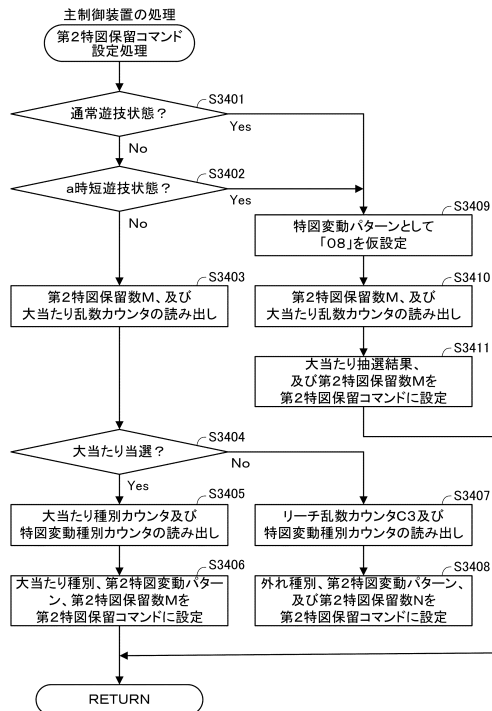 主制御装置の処理
第2特図保留コマンド
設定処理
S3401
通常遊技状態？
Yes
No
S3402
a時短遊技状態？
Yes
No
S3409
特図変動パターンとして
「08」を仮設定
S3403
第2特図保留数M、及び
大当たり乱数カウンタの読み出し
S3410
第2特図保留数M、及び
大当たり乱数カウンタの読み出し
S3411
大当たり抽選結果、
及び第2特図保留数Mを
第2特図保留コマンドに設定
S3404
大当たり当選？
No
Yes
S3405
大当たり種別カウンタ及び
特図変動種別カウンタの読み出し
S3407
リーチ乱数カウンタC3及び
特図変動種別カウンタの読み出し
S3406
大当たり種別、第2特図変動パター
ン、第2特図保留数Mを
第2特図保留コマンドに設定
S3408
外れ種別、第2特図変動パターン、
及び第2特図保留数Nを
第2特図保留コマンドに設定
RETURN